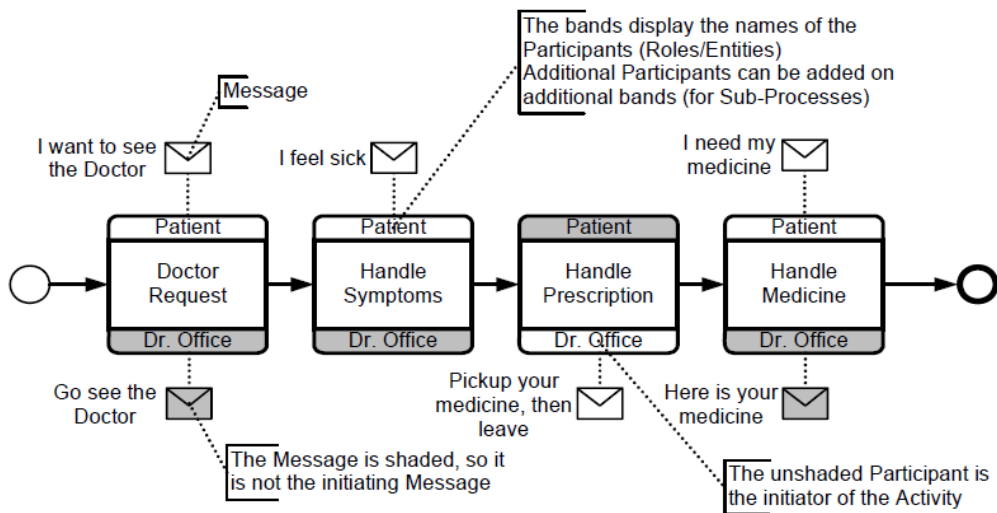 The bands display the names of the
Participants (Roles/Entities)
Additional Participants can be added on
additional bands (for Sub-Processes)
Message
I want to see
the Doctor
I feel sick
I need my
medicine
Patient
Patient
Patient
Patient
Doctor
Request
Handle
Symptoms
Handle
Prescription
Handle
Medicine
Dr. Office
Dr. Office
Dr. Office
Dr. Office
Go see the
Doctor
Pickup your
medicine, then
leave
Here is your
medicine
The Message is shaded, so it
is not the initiating Message
The unshaded Participant is
the initiator of the Activity